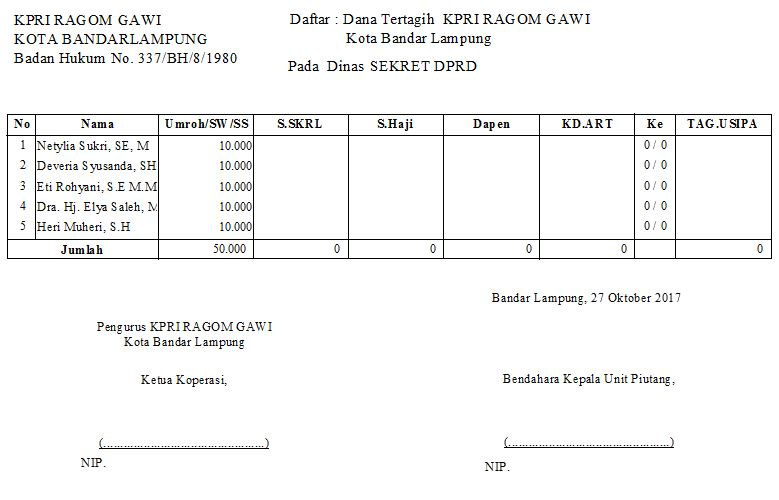 KPRI RAGOM GAWI
KOTA BANDARLAMPUNG
Badan Hukum No. 337/BH/8/1980
Daftar : Dana Tertagih KPRI RAGOM GAWI
Kota Bandar Lampung
Pada Dinas SEKRET DPRD
No Nama Umroh/SW/SS S.SKRL S.Haji Dapen KD.ART Ke TAG.USIPA
1 Netylia Sukri, SE, M 10.000 0 / 0
2 Deveria Syusanda, SH 10.000 0 / 0
3 Eti Rohyani, S.E M.M 10.000 0 / 0
4 Dra. Hj. Elya Saleh, M 10.000 0 / 0
5 Heri Muheri, S.H 10.000 0 / 0
Jumlah 50.000 0 0 0 0 0
Bandar Lampung, 27 Oktober 2017
Pengurus KPRI RAGOM GAWI
Kota Bandar Lampung
Ketua Koperasi,
Bendahara Kepala Unit Piutang,
(..................................................)
(..................................................)
NIP.
NIP.